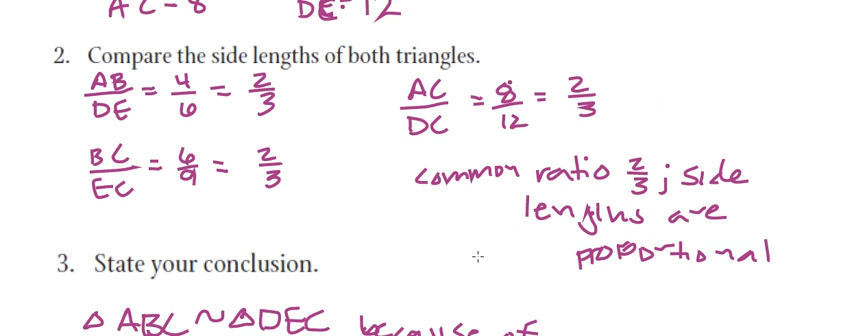 AC = 8 DE = 12
2. Compare the side lengths of both triangles.
AB/DE = 4/6 = 2/3
AC/DC = 8/12 = 2/3
BC/EC = 6/9 = 2/3
common ratio 2/3; side
lengths are
proportional
3. State your conclusion.
△ ABC ~ △DEC because of